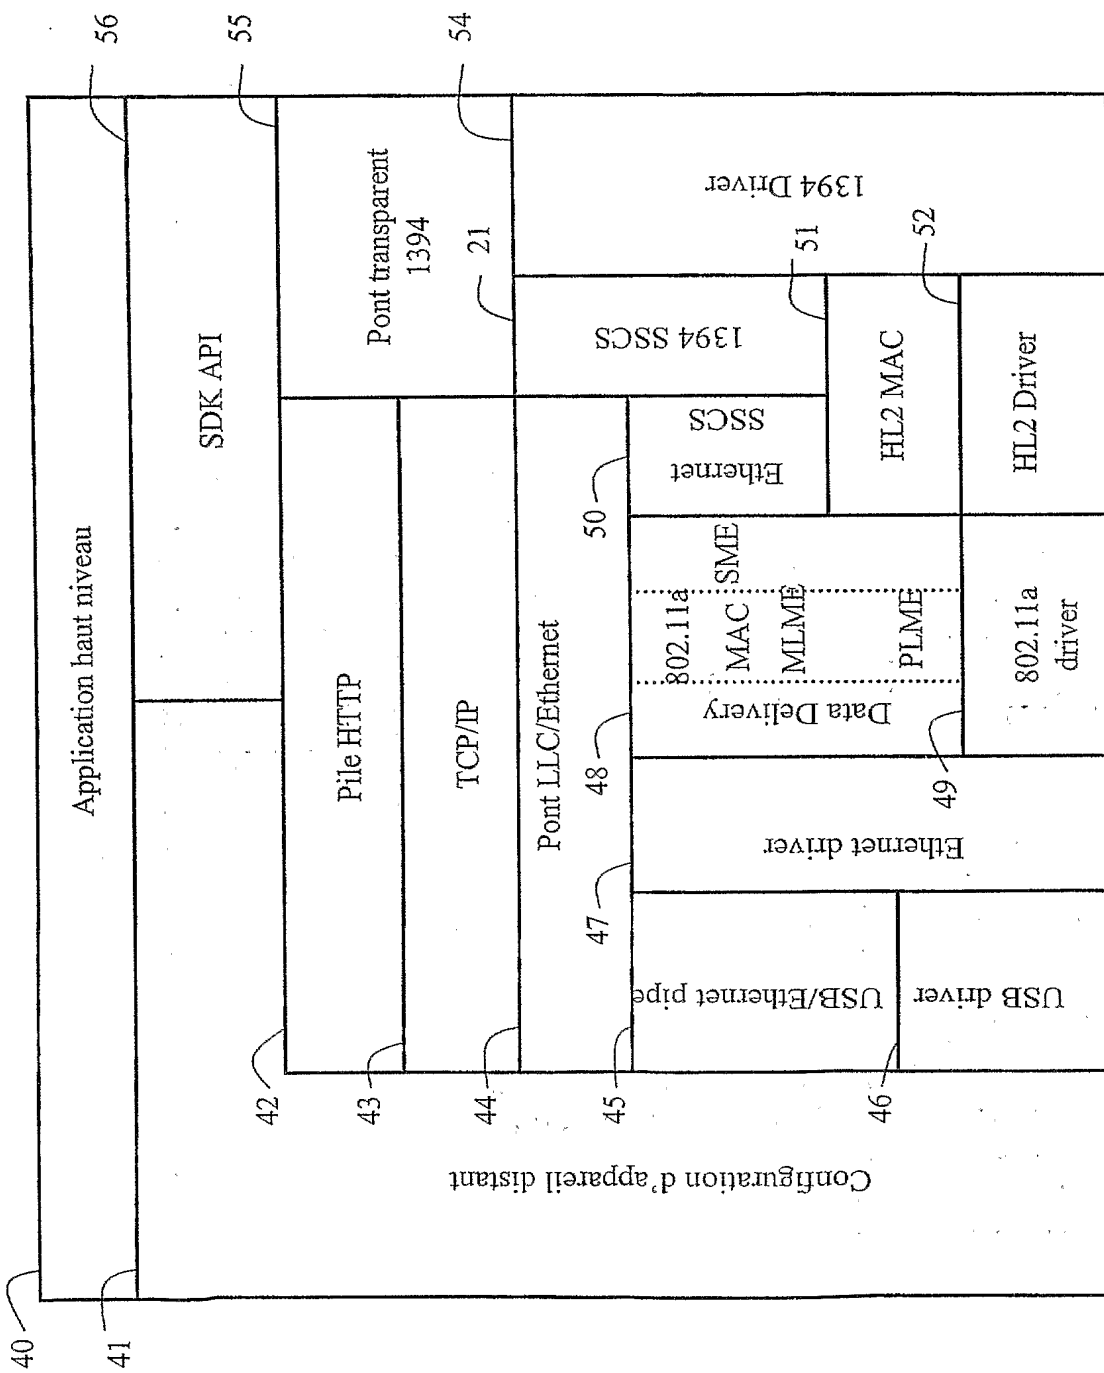 56
55
54
40
Application haut niveau
41
SDK API
42
Pile HTTP
Pont transparent
1394
43
TCP/IP
21
44
Pont LLC/Ethernet
45
47
48
50
51
52
USB/Ethernet pipe
46
USB driver
Ethernet driver
Data Delivery
802.11a
MAC
MLME
PLME
SME
49
802.11a
driver
Ethernet
SSCS
1394 SSCS
HL2 MAC
HL2 Driver
1394 Driver
Configuration d'appareil distant